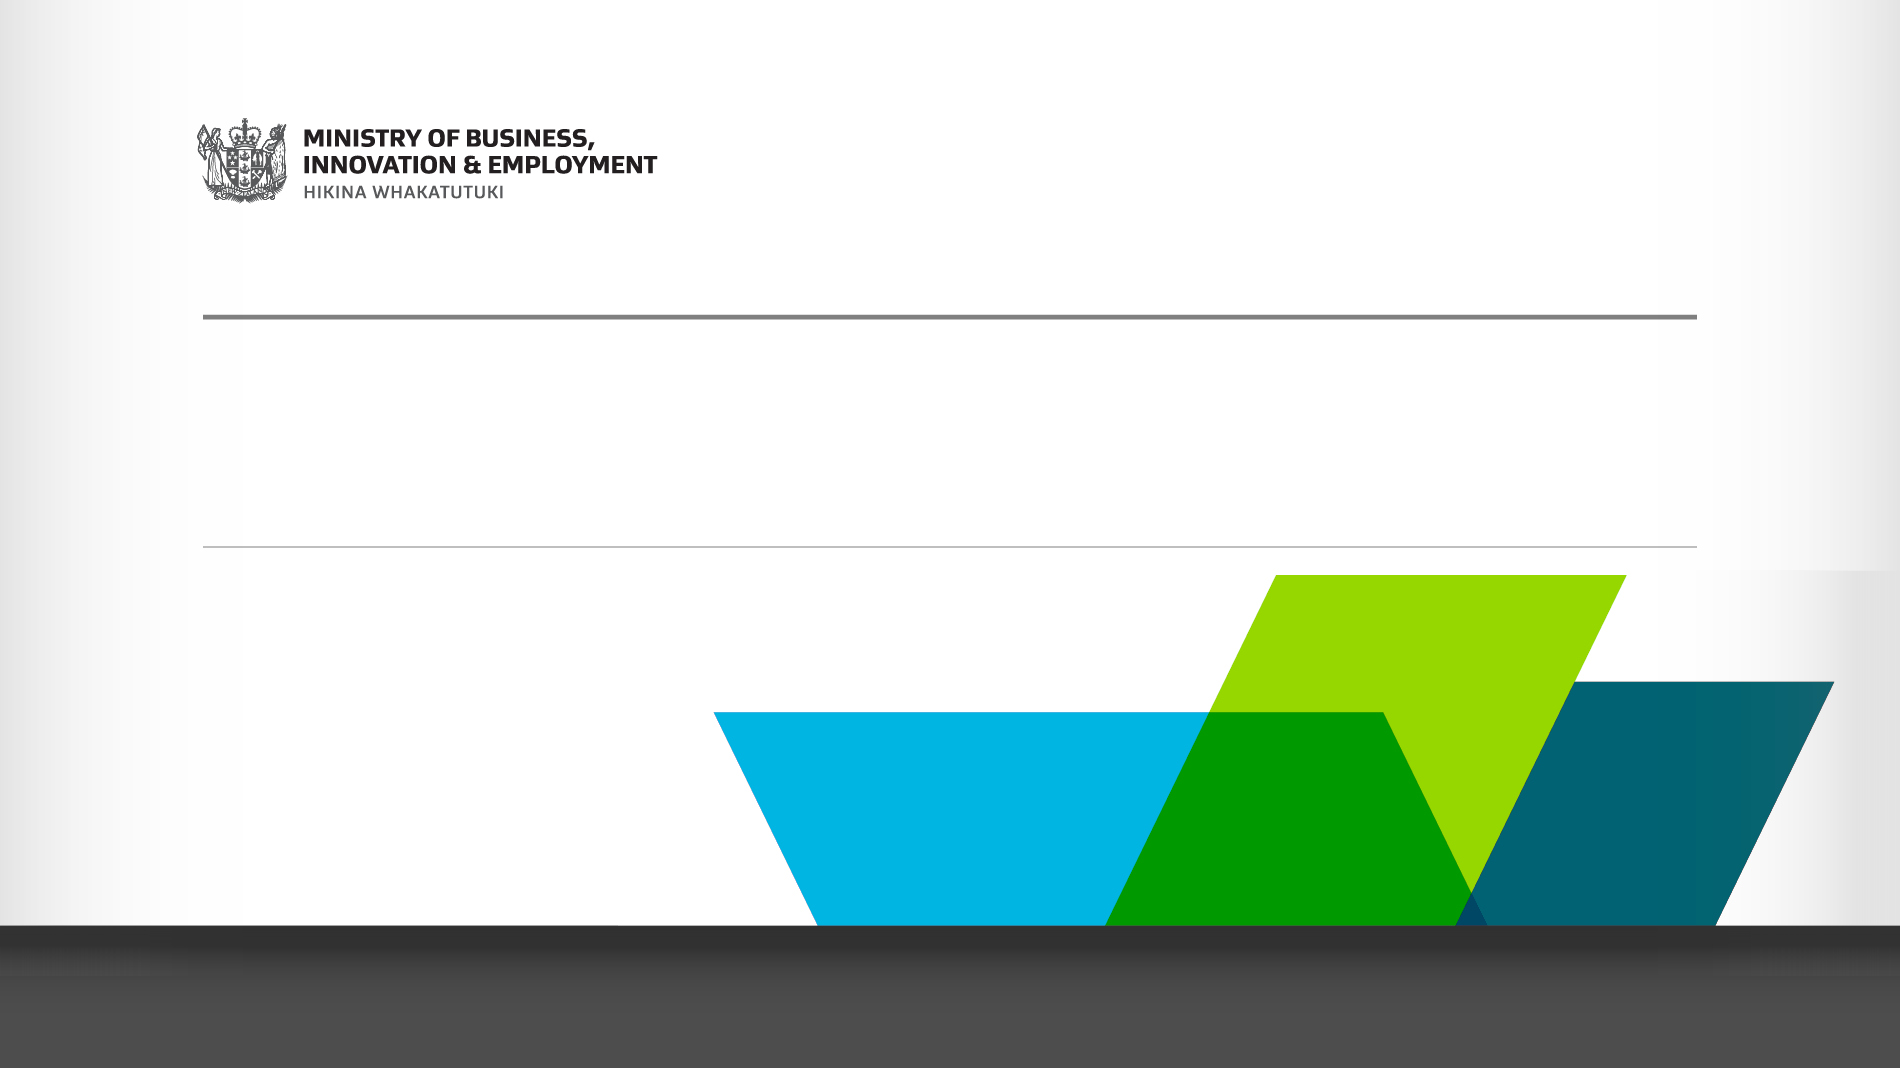 MINISTRY OF BUSINESS,
INNOVATION & EMPLOYMENT
HIKINA WHAKATUTUKI